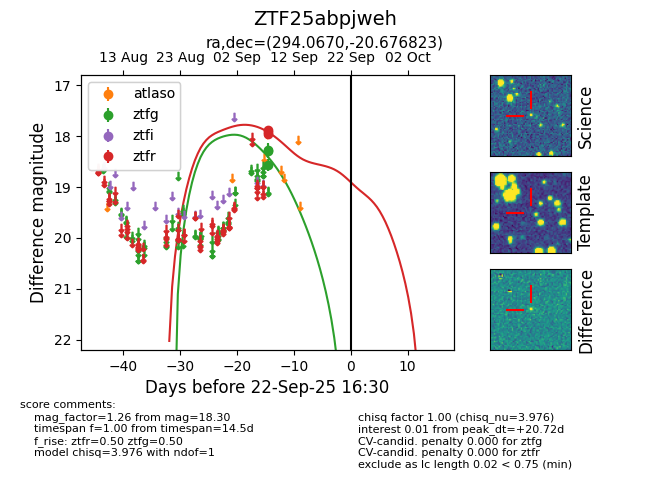 ZTF25abpjweh
ra,dec=(294.0670,-20.676823)
13 Aug 23 Aug 02 Sep 12 Sep 22 Sep 02 Oct
atlaso
ztfg
ztfi
ztfr
17
18
19
20
21
22
Difference magnitude
−40 −30 −20 −10 0 10
Days before 22-Sep-25 16:30
Science
Template
Difference
score comments:
mag_factor=1.26 from mag=18.30
timespan f=1.00 from timespan=14.5d
f_rise: ztfr=0.50 ztfg=0.50
model chisq=3.976 with ndof=1
chisq factor 1.00 (chisq_nu=3.976)
interest 0.01 from peak_dt=+20.72d
CV-candid. penalty 0.000 for ztfg
CV-candid. penalty 0.000 for ztfr
exclude as lc length 0.02 < 0.75 (min)